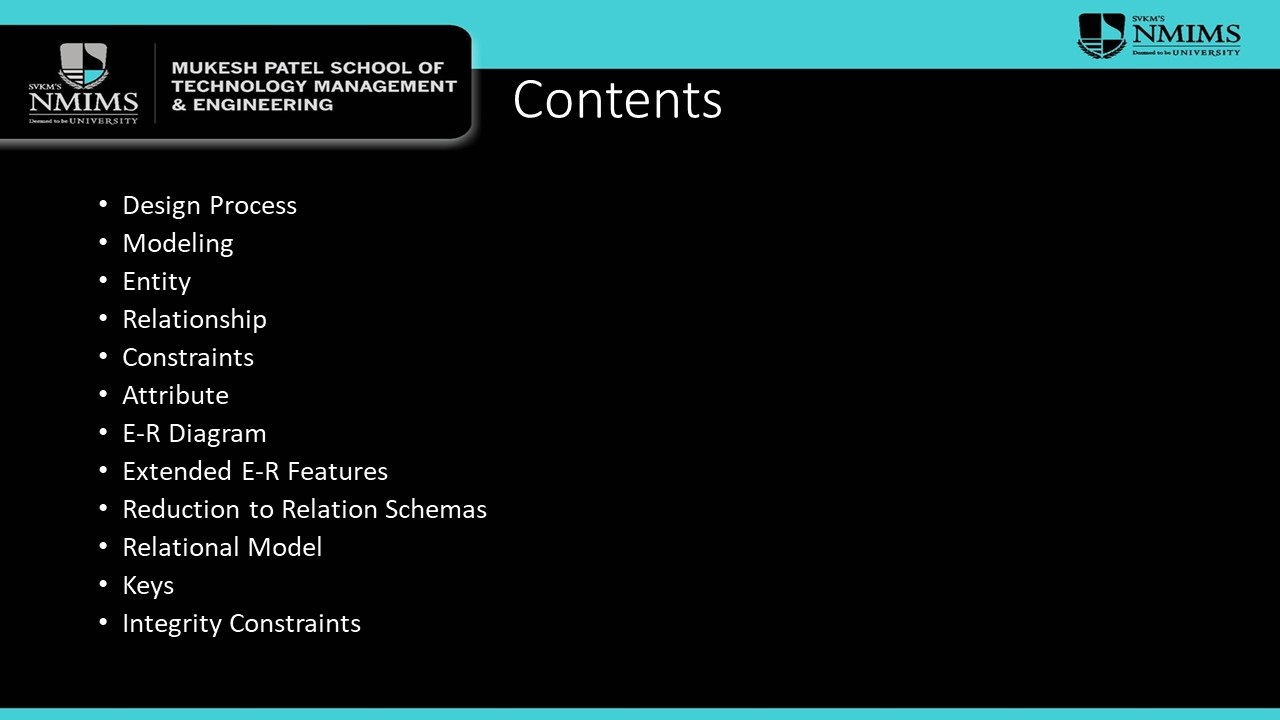 SVKM'S
NMIMS
Deemed to be UNIVERSITY
MUKESH PATEL SCHOOL OF
TECHNOLOGY MANAGEMENT
& ENGINEERING
SVKM'S
NMIMS
Deemed to be UNIVERSITY
Contents
• Design Process
• Modeling
• Entity
• Relationship
• Constraints
• Attribute
• E-R Diagram
• Extended E-R Features
• Reduction to Relation Schemas
• Relational Model
• Keys
• Integrity Constraints